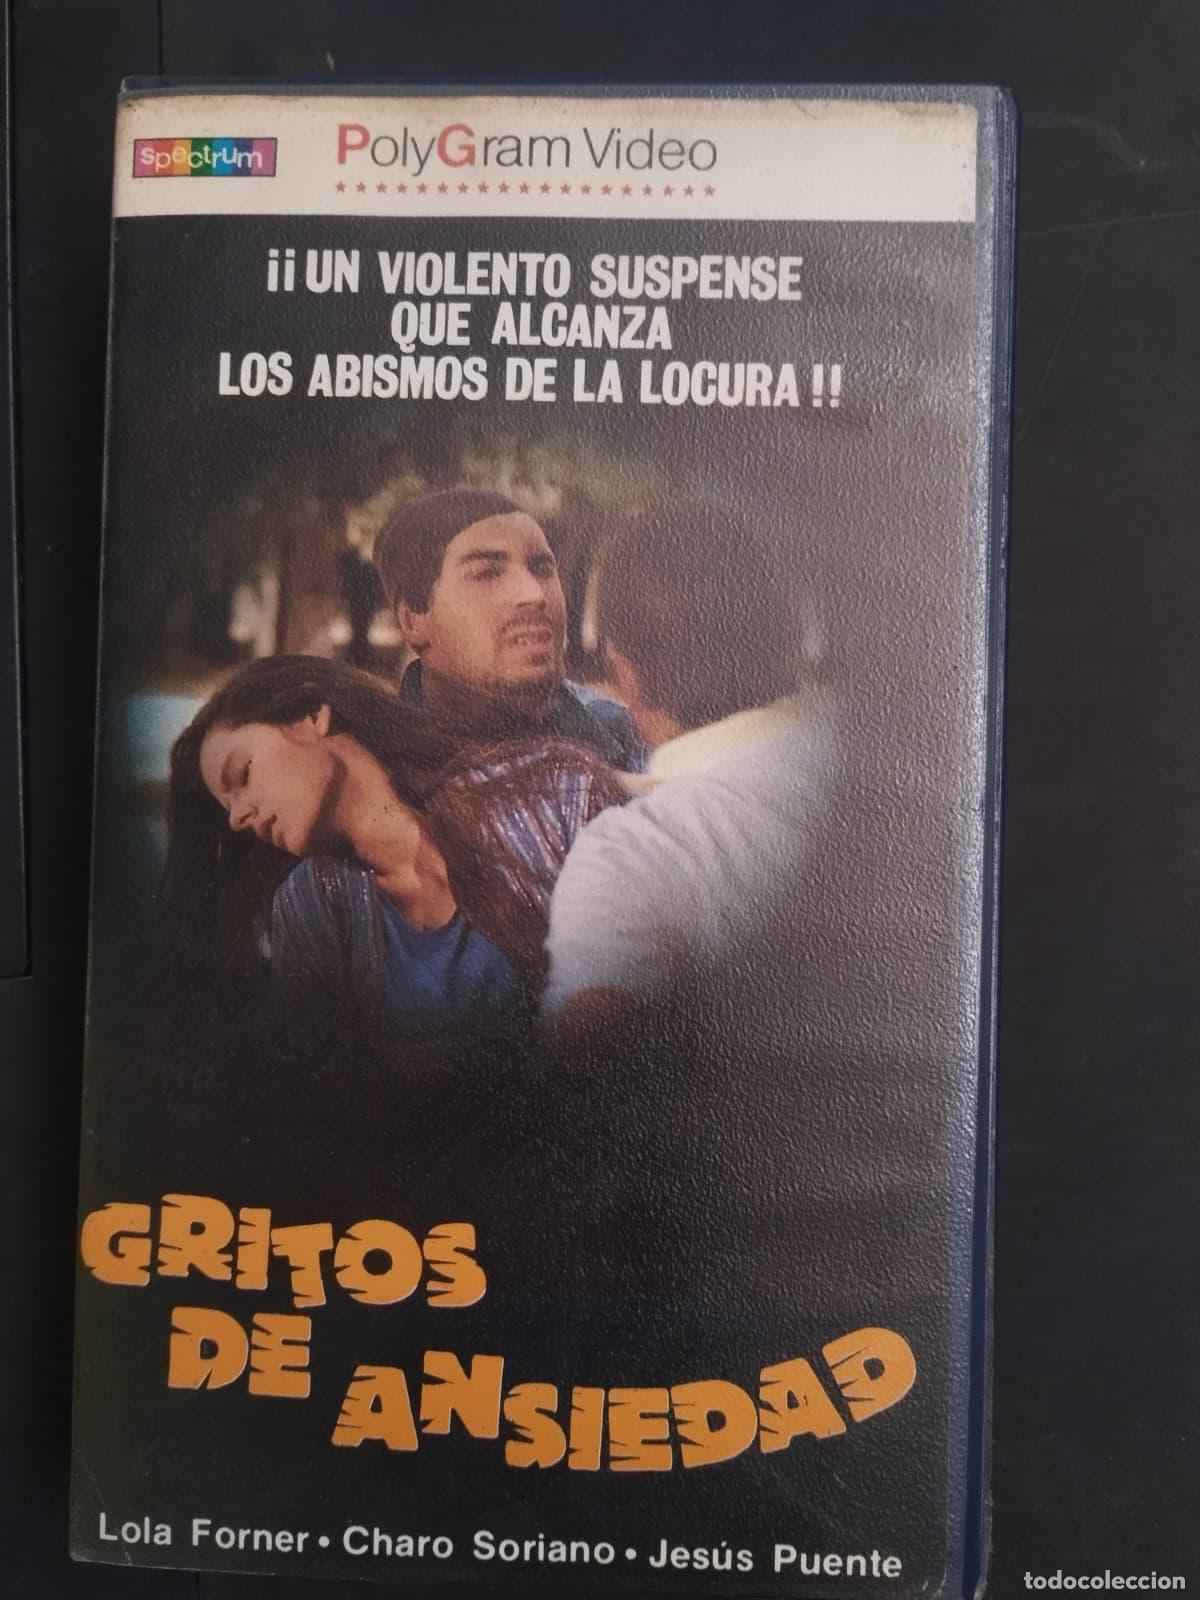 spectrum
PolyGram Video
¡¡UN VIOLENTO SUSPENSE
QUE ALCANZA
LOS ABISMOS DE LA LOCURA!!
GRITOS
DE
ANSIEDAD
Lola Forner • Charo Soriano • Jesús Puente
todocoleccion